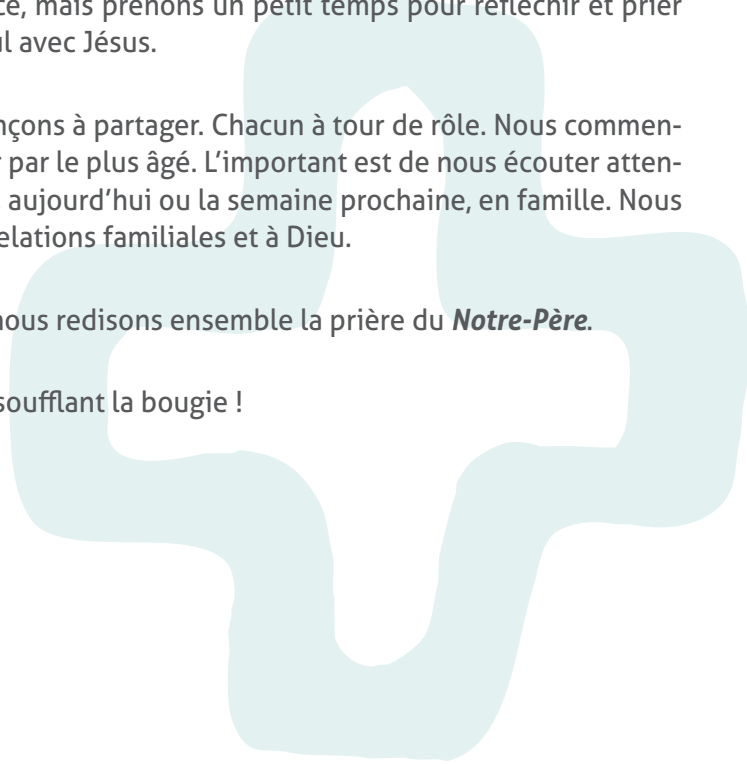 ce, mais prenons un petit temps pour réfléchir et prier
ul avec Jésus.
nçons à partager. Chacun à tour de rôle. Nous commen-
r par le plus âgé. L’important est de nous écouter atten-
aujourd’hui ou la semaine prochaine, en famille. Nous
elations familiales et à Dieu.
nous redisons ensemble la prière du Notre-Père.
soufflant la bougie !